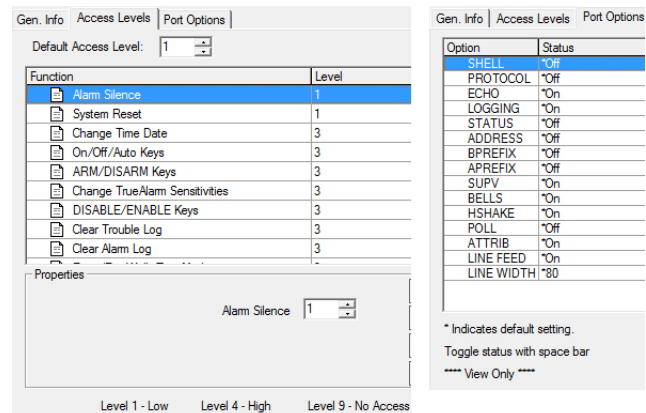 Gen. Info Access Levels Port Options
Default Access Level: 1
Function Level
Alarm Silence 1
System Reset 1
Change Time Date 3
On/Off/Auto Keys 3
ARM/DISARM Keys 3
Change TrueAlarm Sensitivities 3
DISABLE/ENABLE Keys 3
Clear Trouble Log 3
Clear Alarm Log 3
Properties
Alarm Silence 1
Level 1 - Low Level 4 - High Level 9 - No Access
Gen. Info Access Levels Port Options
Option Status
SHELL *Off
PROTOCOL *Off
ECHO *On
LOGGING *On
STATUS *Off
ADDRESS *Off
BPREFIX *Off
APREFIX *Off
SUPV *On
BELLS *On
HSHAKE *On
POLL *Off
ATTRIB *On
LINE FEED *On
LINE WIDTH *80
* Indicates default setting.
Toggle status with space bar
**** View Only ****